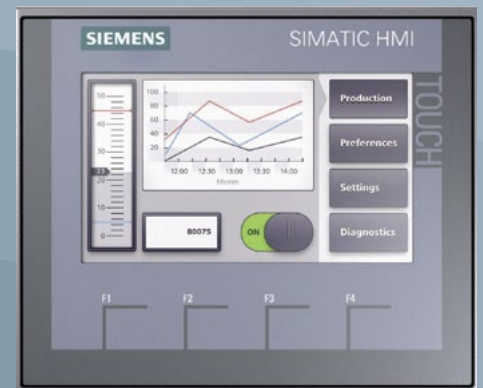 SIEMENS
SIMATIC HMI
TOUCH
50
40
30
23
20
10
0
100
80
60
40
20
12:00 12:30 13:00 13:30 14:00
80075
ON
Production
Preferences
Settings
Diagnostics
F1 F2 F3 F4